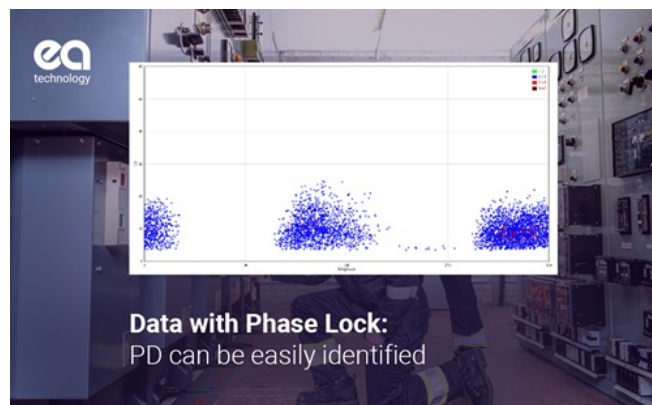 ea
technology
Data with Phase Lock:
PD can be easily identified